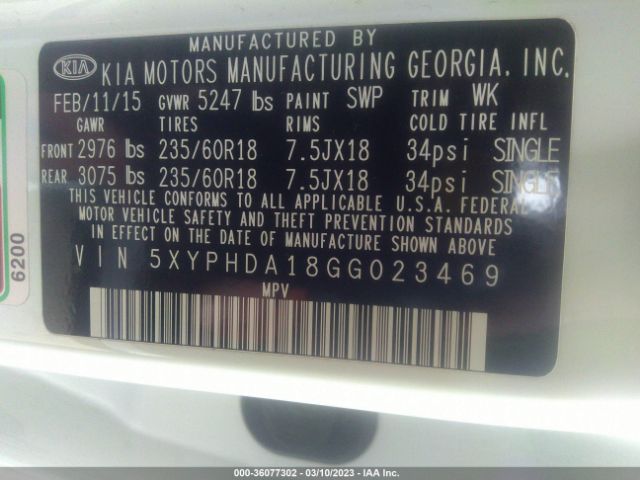 MANUFACTURED BY
KIA KIA MOTORS MANUFACTURING GEORGIA, INC.
FEB/11/15 GVWR 5247 lbs PAINT SWP TRIM WK
GAWR TIRES RIMS COLD TIRE INFL
FRONT 2976 lbs 235/60R18 7.5JX18 34psi SINGLE
REAR 3075 lbs 235/60R18 7.5JX18 34psi SINGLE
THIS VEHICLE CONFORMS TO ALL APPLICABLE U.S.A. FEDERAL
MOTOR VEHICLE SAFETY AND THEFT PREVENTION STANDARDS
IN EFFECT ON THE DATE OF MANUFACTURE SHOWN ABOVE
VIN 5XYPHDA18GG023469
MPV
6200
000-36077302 - 03/10/2023 - IAAI Inc.